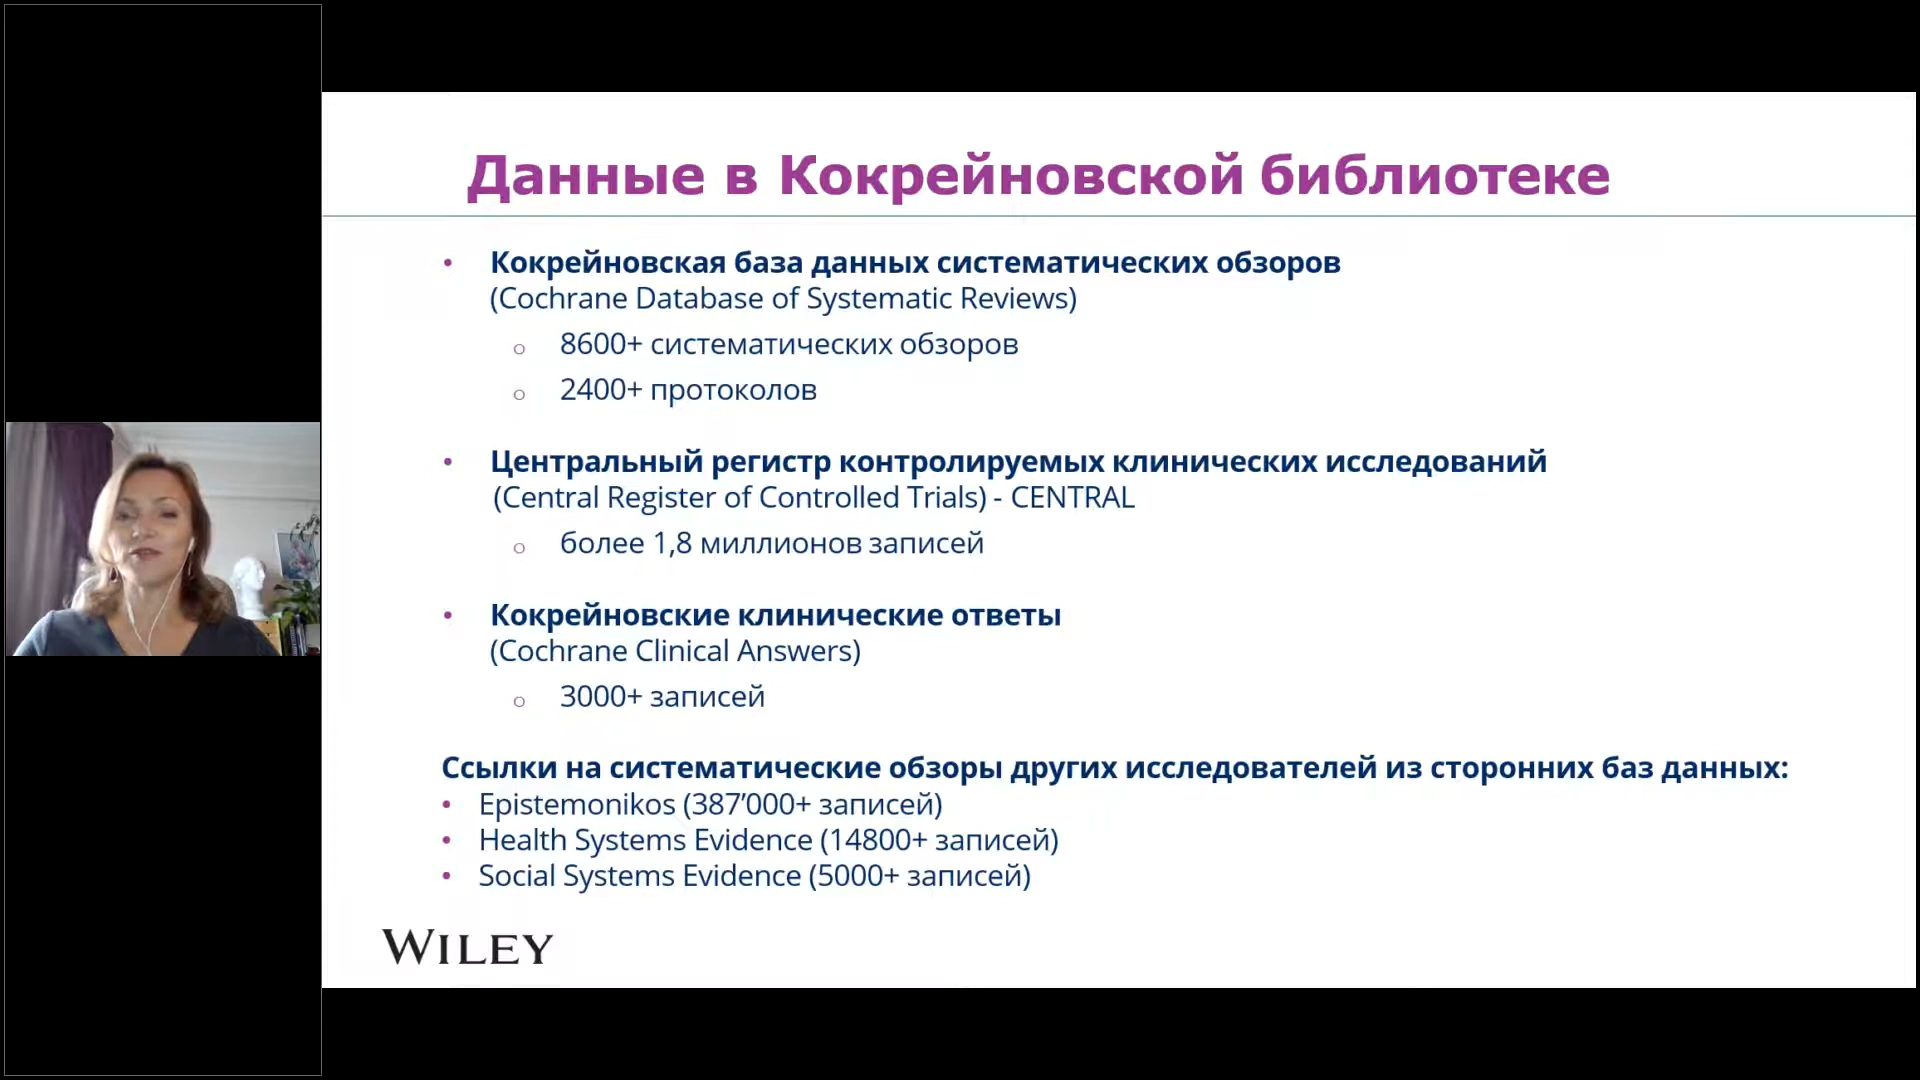 Данные в Кокрейновской библиотеке
• Кокрейновская база данных систематических обзоров
(Cochrane Database of Systematic Reviews)
o 8600+ систематических обзоров
o 2400+ протоколов
• Центральный регистр контролируемых клинических исследований
(Central Register of Controlled Trials) - CENTRAL
o более 1,8 миллионов записей
• Кокрейновские клинические ответы
(Cochrane Clinical Answers)
o 3000+ записей
Ссылки на систематические обзоры других исследователей из сторонних баз данных:
• Epistemonikos (387’000+ записей)
• Health Systems Evidence (14800+ записей)
• Social Systems Evidence (5000+ записей)
WILEY